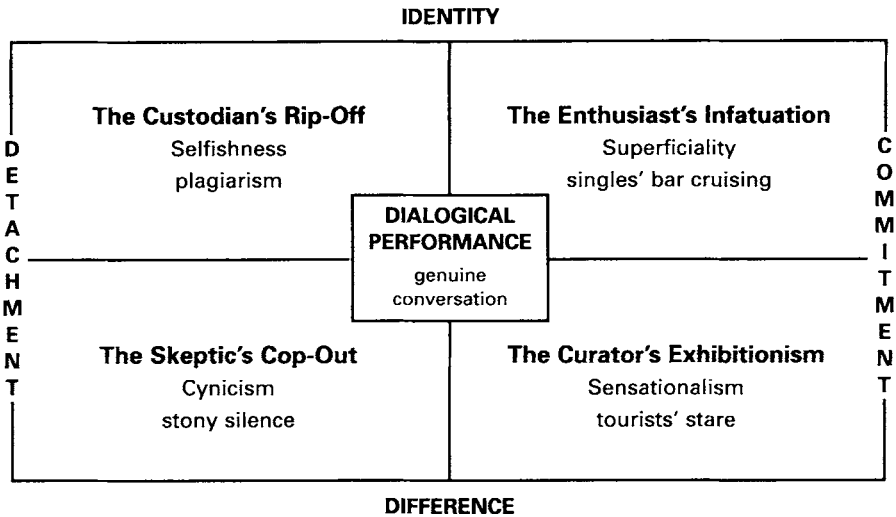 IDENTITY
The Custodian's Rip-Off
Selfishness
plagiarism
The Enthusiast's Infatuation
Superficiality
singles' bar cruising
DETACHMENT
COMMITMENT
DIALOGICAL
PERFORMANCE
genuine
conversation
The Skeptic's Cop-Out
Cynicism
stony silence
The Curator's Exhibitionism
Sensationalism
tourists' stare
DIFFERENCE